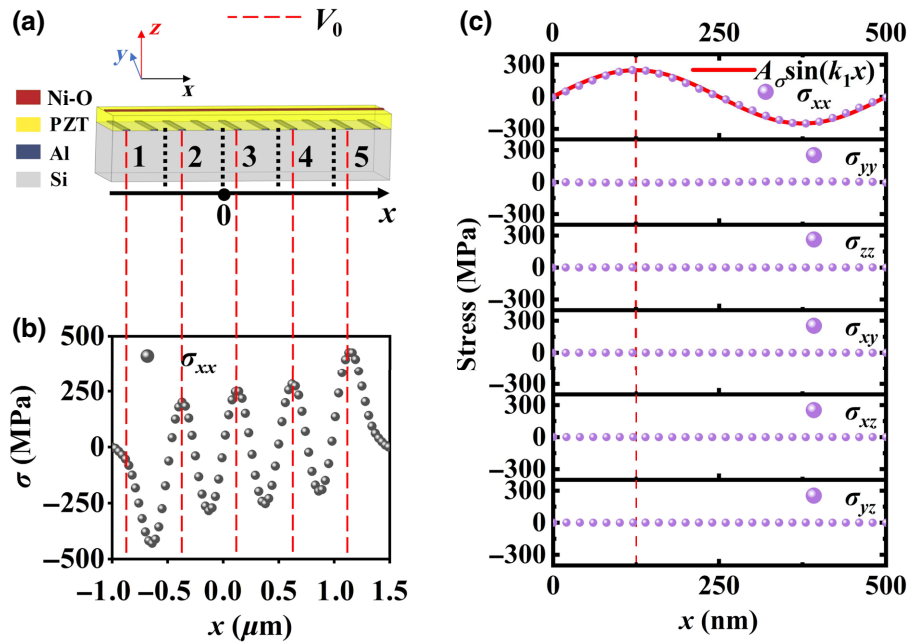 (a)
V₀
z
y
x
Ni-O
PZT
Al
Si
1 2 3 4 5
0 x
(b)
500
250
0
−250
−500
σ (MPa)
σxx
−1.0 −0.5 0.0 0.5 1.0 1.5
x (μm)
(c)
0 250 500
300
0
−300
Aσsin(k₁x)
σxx
300
0
−300
σyy
300
0
−300
σzz
300
0
−300
σxy
300
0
−300
σxz
300
0
−300
σyz
Stress (MPa)
0 250 500
x (nm)